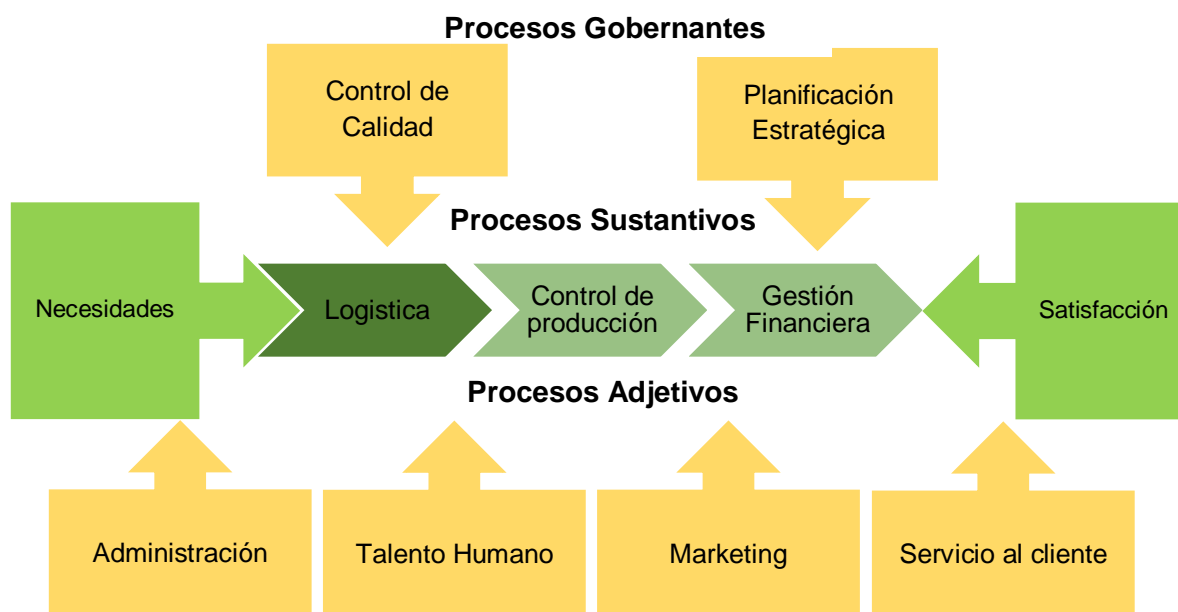 Procesos Gobernantes
Control de
Calidad
Planificación
Estratégica
Procesos Sustantivos
Necesidades
Logistica
Control de
producción
Gestión
Financiera
Satisfacción
Procesos Adjetivos
Administración
Talento Humano
Marketing
Servicio al cliente